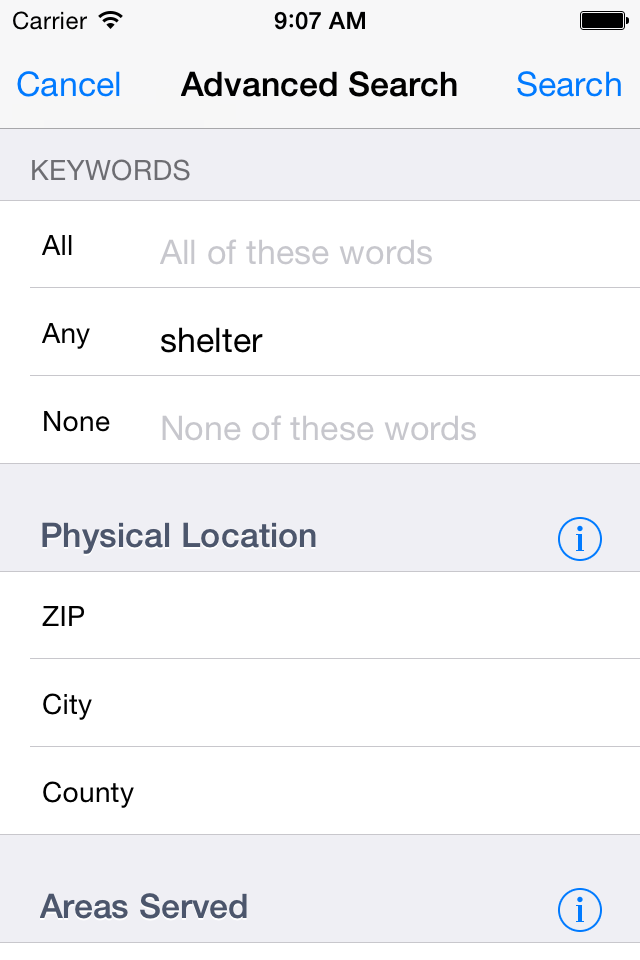 Carrier 9:07 AM
Cancel Advanced Search Search
KEYWORDS
All All of these words
Any shelter
None None of these words
Physical Location i
ZIP
City
County
Areas Served i